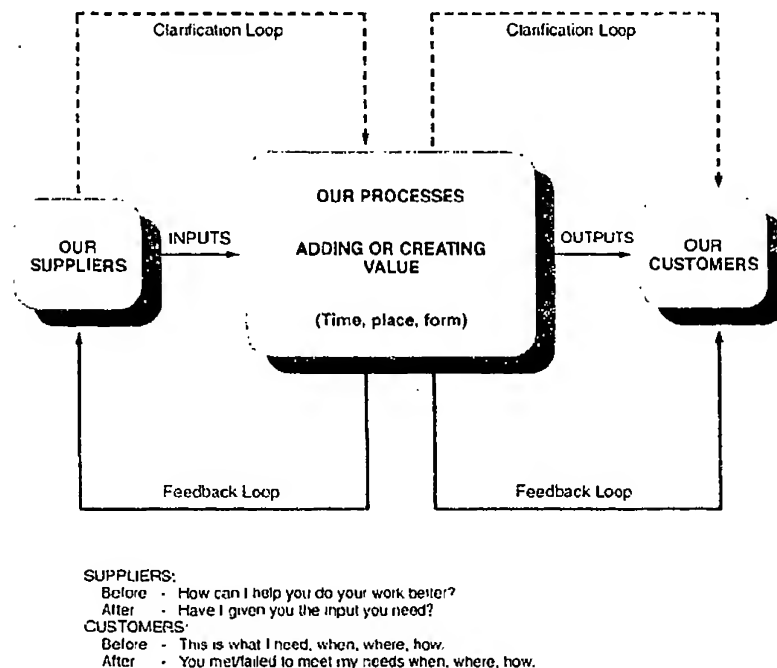 Clarification Loop
Clarification Loop
OUR PROCESSES
OUR
SUPPLIERS
INPUTS
ADDING OR CREATING
VALUE
OUTPUTS
OUR
CUSTOMERS
(Time, place, form)
Feedback Loop
Feedback Loop
SUPPLIERS:
Before - How can I help you do your work better?
After - Have I given you the input you need?
CUSTOMERS:
Before - This is what I need, when, where, how.
After - You met/failed to meet my needs when, where, how.